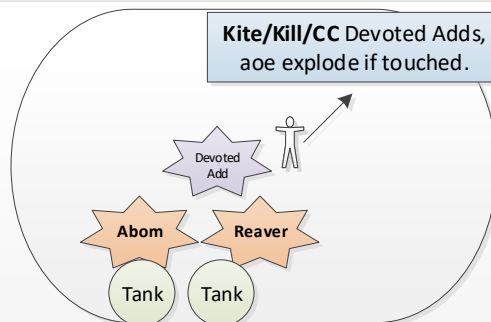 Kite/Kill/CC Devoted Adds,
aoe explode if touched.
Devoted
Add
Abom
Reaver
Tank
Tank